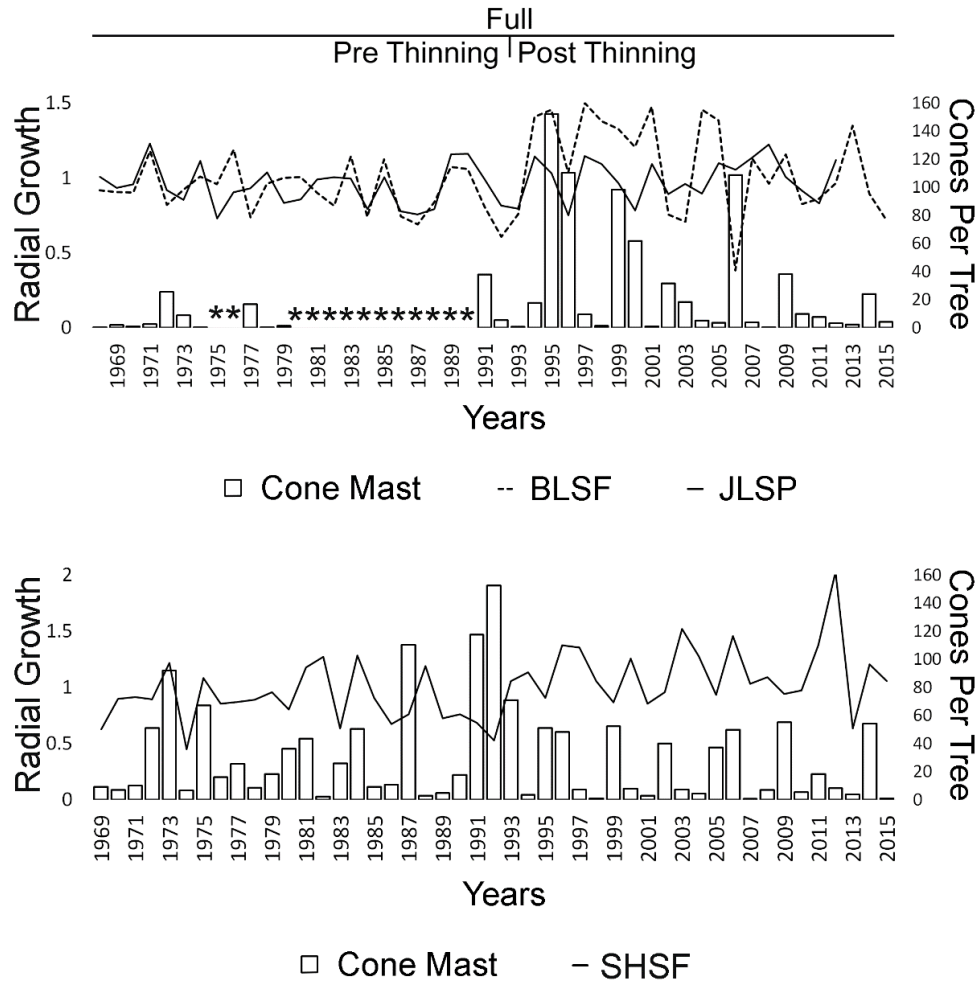 Full
Pre Thinning Post Thinning
Radial Growth
1.5
1
0.5
0
160
140
120
100
80
60
40
20
0
Cones Per Tree
** ***********
1969 1971 1973 1975 1977 1979 1981 1983 1985 1987 1989 1991 1993 1995 1997 1999 2001 2003 2005 2007 2009 2011 2013 2015
Years
Cone Mast -- BLSF – JLSP
Radial Growth
2
1.5
1
0.5
0
160
140
120
100
80
60
40
20
0
Cones Per Tree
1969 1971 1973 1975 1977 1979 1981 1983 1985 1987 1989 1991 1993 1995 1997 1999 2001 2003 2005 2007 2009 2011 2013 2015
Years
Cone Mast – SHSF